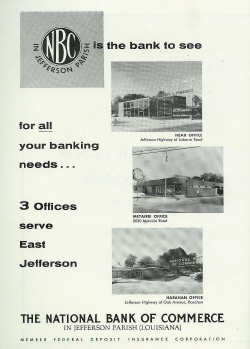 NBC
IN JEFFERSON PARISH
is the bank to see
for all
your banking
needs...
HEAD OFFICE
Jefferson Highway at Labarre Road
METAIRIE OFFICE
2030 Metairie Road
3 Offices
serve
East
Jefferson
HARAHAN OFFICE
Jefferson Highway at Oak Avenue, Harahan
THE NATIONAL BANK OF COMMERCE
IN JEFFERSON PARISH (LOUISIANA)
MEMBER FEDERAL DEPOSIT INSURANCE CORPORATION